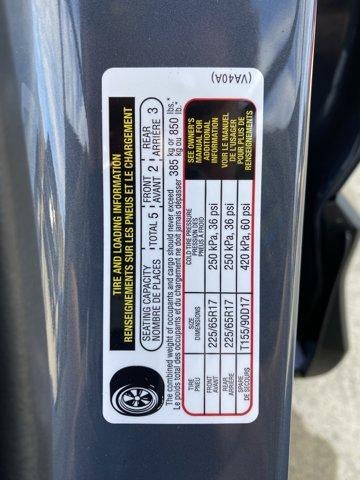 (VA40A)
TIRE AND LOADING INFORMATION
RENSEIGNEMENTS SUR LES PNEUS ET LE CHARGEMENT
SEATING CAPACITY
NOMBRE DE PLACES
TOTAL 5
FRONT
AVANT 2
REAR
ARRIÈRE 3
The combined weight of occupants and cargo should never exceed
Le poids total des occupants et du chargement ne doit jamais dépasser
385 kg or 850 lbs.
kg ou lb.
TIRE
PNEU
SIZE
DIMENSIONS
COLD TIRE PRESSURE
PRESSION DES
PNEUS À FROID
FRONT
AVANT
225/65R17
250 kPa, 36 psi
REAR
ARRIÈRE
225/65R17
250 kPa, 36 psi
SPARE
DE SECOURS
T155/90D17
420 kPa, 60 psi
SEE OWNER'S
MANUAL FOR
ADDITIONAL
INFORMATION
VOIR LE MANUEL
DE L'USAGER
POUR PLUS DE
RENSEIGNEMENTS